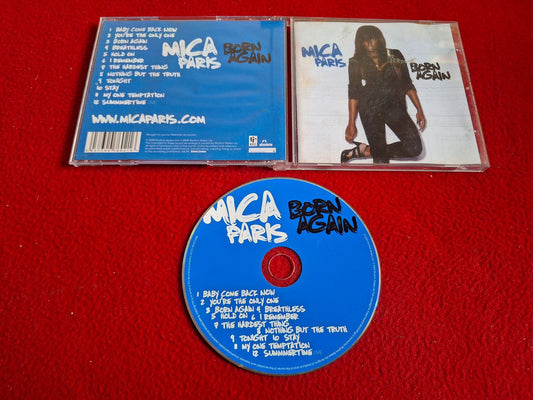 1 BABY COME BACK NOW
2 YOU'RE THE ONLY ONE
3 BORN AGAIN
4 BREATHLESS
5 HOLD ON
6 I REMEMBER
7 THE HARDEST THING
8 NOTHING BUT THE TRUTH
9 TONIGHT
10 STAY
11 MY ONE TEMPTATION
12 SUMMMERTIME LIVE
MICA PARIS
BORN AGAIN
WWW.MICAPARIS.COM
MICA PARIS
BORN AGAIN
MICA PARIS
BORN AGAIN
1 BABY COME BACK NOW
2 YOU'RE THE ONLY ONE
3 BORN AGAIN 4 BREATHLESS
5 HOLD ON 6 I REMEMBER
7 THE HARDEST THING
8 NOTHING BUT THE TRUTH
9 TONIGHT 10 STAY
11 MY ONE TEMPTATION
12 SUMMMERTIME LIVE